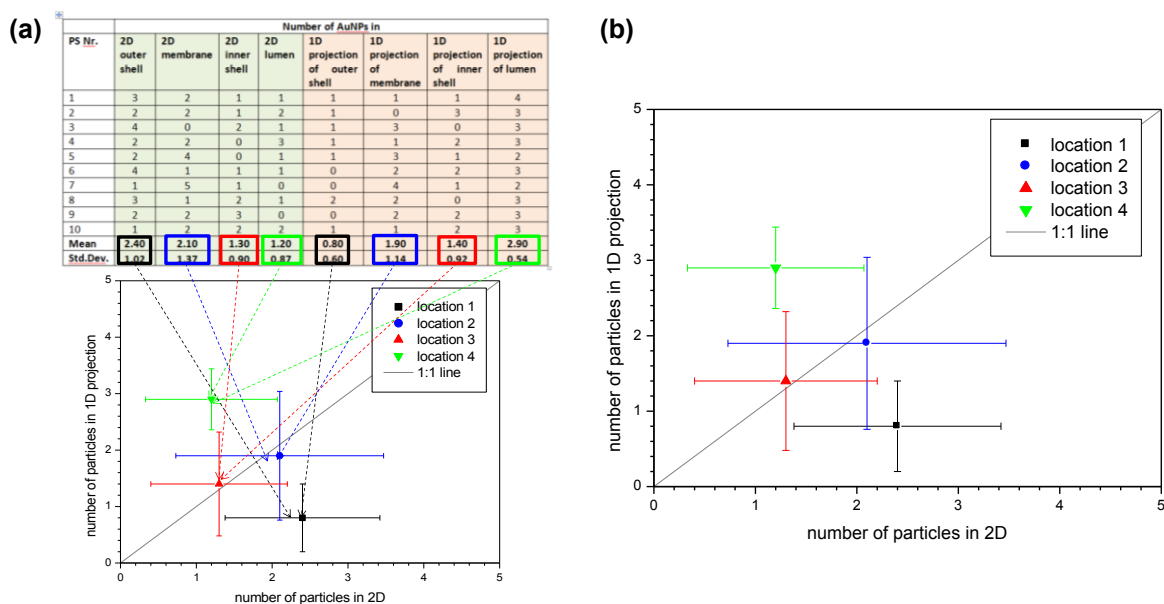 (a)
Number of AuNPs in
PS Nr. 2D outer shell 2D membrane 2D inner shell 2D lumen 1D projection of outer shell 1D projection of membrane 1D projection of inner shell 1D projection of lumen
1 3 2 1 1 1 1 1 4
2 2 2 1 2 1 0 3 3
3 4 0 2 1 1 3 0 3
4 2 2 0 3 1 1 2 3
5 2 4 0 1 1 3 1 2
6 4 1 1 1 0 2 2 3
7 1 5 1 0 0 4 1 2
8 3 1 2 1 2 2 0 3
9 2 2 3 0 0 2 2 3
10 1 2 2 2 1 1 2 3
Mean 2.40 2.10 1.30 1.20 0.80 1.90 1.40 2.90
Std.Dev. 1.02 1.37 0.90 0.87 0.60 1.14 0.92 0.54
number of particles in 1D projection
5
4
3
2
1
0
location 1
location 2
location 3
location 4
1:1 line
0 1 2 3 4 5
number of particles in 2D
(b)
number of particles in 1D projection
5
4
3
2
1
0
location 1
location 2
location 3
location 4
1:1 line
0 1 2 3 4 5
number of particles in 2D